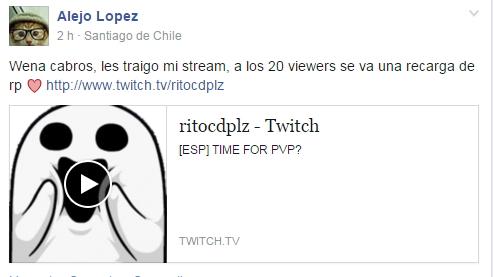 Alejo Lopez
2 h · Santiago de Chile
Wena cabros, les traigo mi stream, a los 20 viewers se va una recarga de
rp ❤ http://www.twitch.tv/ritocdplz
ritocdplz - Twitch
[ESP] TIME FOR PVP?
TWITCH.TV